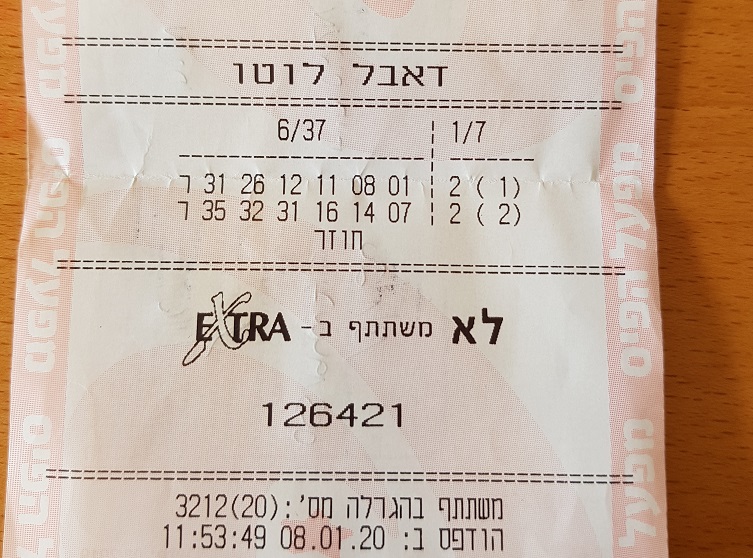 דאבל לוטו
1/7 6/37
(1) 2 01 08 11 12 26 31 ר
(2) 2 07 14 16 31 32 35 ר
חוזר
לא משתתף ב- EXTRA
126421
משתתף בהגרלה מס': 3212(20)
הודפס ב: 08.01.20 11:53:49
מפעל הפיס